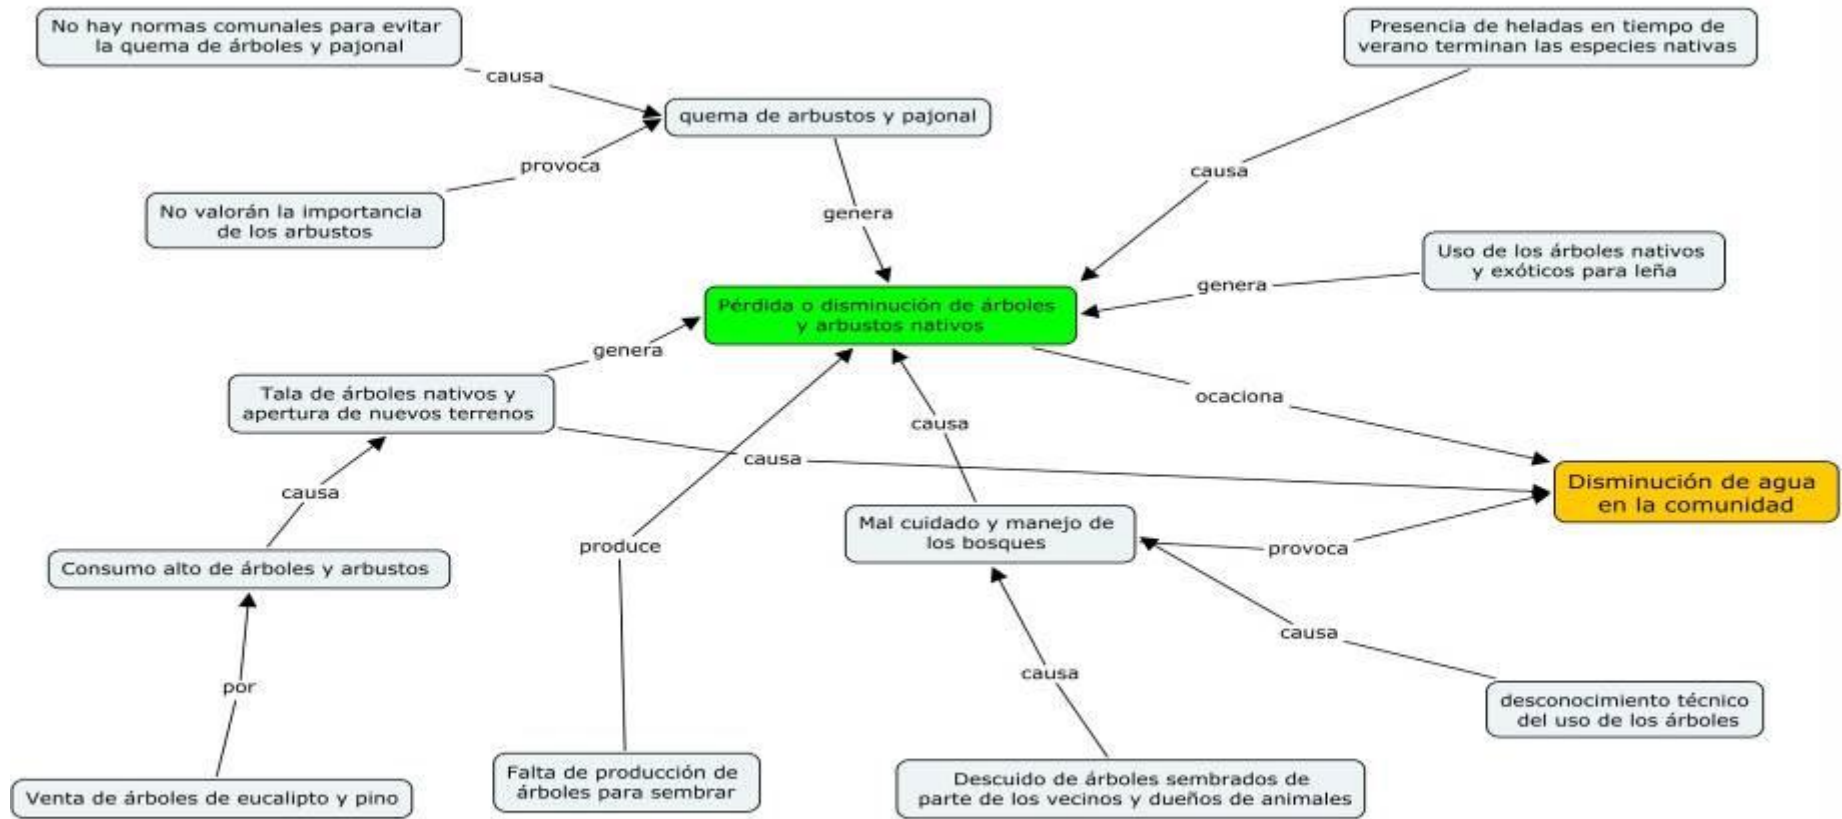 No hay normas comunales para evitar
la quema de árboles y pajonal
Presencia de heladas en tiempo de
verano terminan las especies nativas
causa
quema de arbustos y pajonal
provoca
causa
No valorán la importancia
de los arbustos
genera
Uso de los árboles nativos
y exóticos para leña
genera
Pérdida o disminución de árboles
y arbustos nativos
genera
Tala de árboles nativos y
apertura de nuevos terrenos
ocaciona
causa
causa
Disminución de agua
en la comunidad
causa
Mal cuidado y manejo de
los bosques
produce
provoca
Consumo alto de árboles y arbustos
causa
causa
por
desconocimiento técnico
del uso de los árboles
Venta de árboles de eucalipto y pino
Falta de producción de
árboles para sembrar
Descuido de árboles sembrados de
parte de los vecinos y dueños de animales